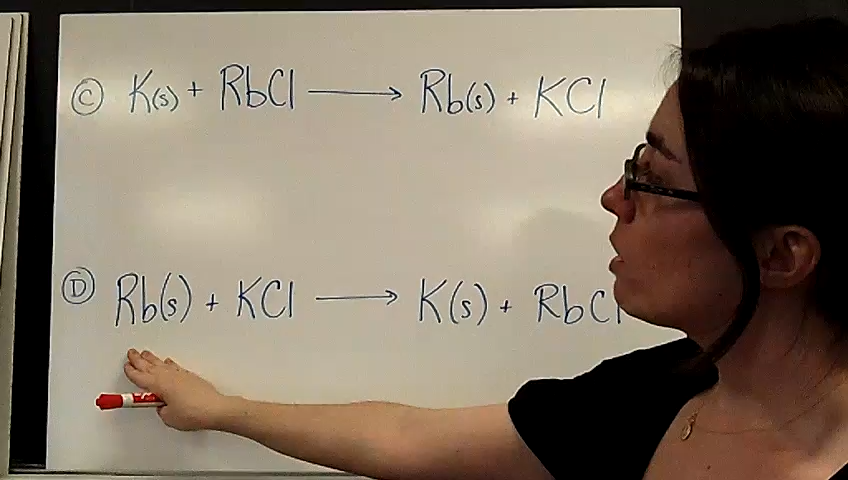 Ⓒ K(s) + RbCl ⟶ Rb(s) + KCl
Ⓓ Rb(s) + KCl ⟶ K(s) + RbCl